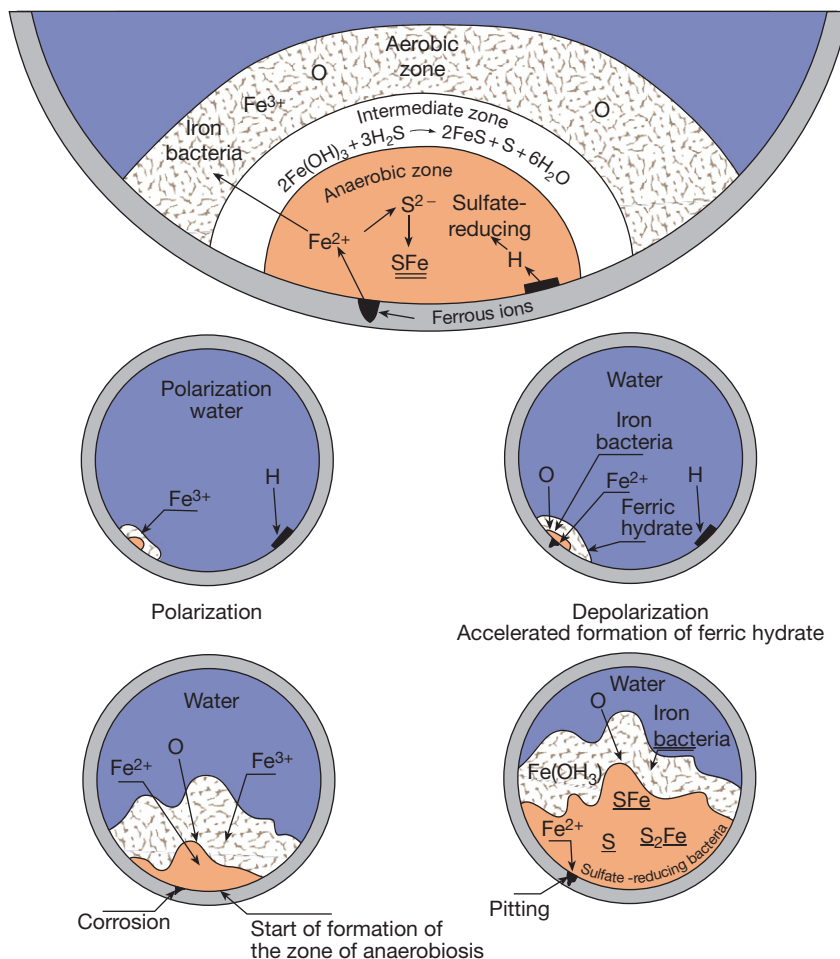 Aerobic
zone
O
O
Fe³⁺
Iron
bacteria
Intermediate zone
2Fe(OH)₃ + 3H₂S → 2FeS + S + 6H₂O
Anaerobic zone
S²⁻
Sulfate-
reducing
Fe²⁺
H
SFe
Ferrous ions
Polarization
water
H
Fe³⁺
Polarization
Water
Iron
bacteria
O
Fe²⁺
H
Ferric
hydrate
Depolarization
Accelerated formation of ferric hydrate
Water
O
Fe²⁺
Fe³⁺
Corrosion
Start of formation of
the zone of anaerobiosis
Water
O
Iron
bacteria
Fe(OH₃)
SFe
Fe²⁺
S
S₂Fe
Sulfate -reducing bacteria
Pitting